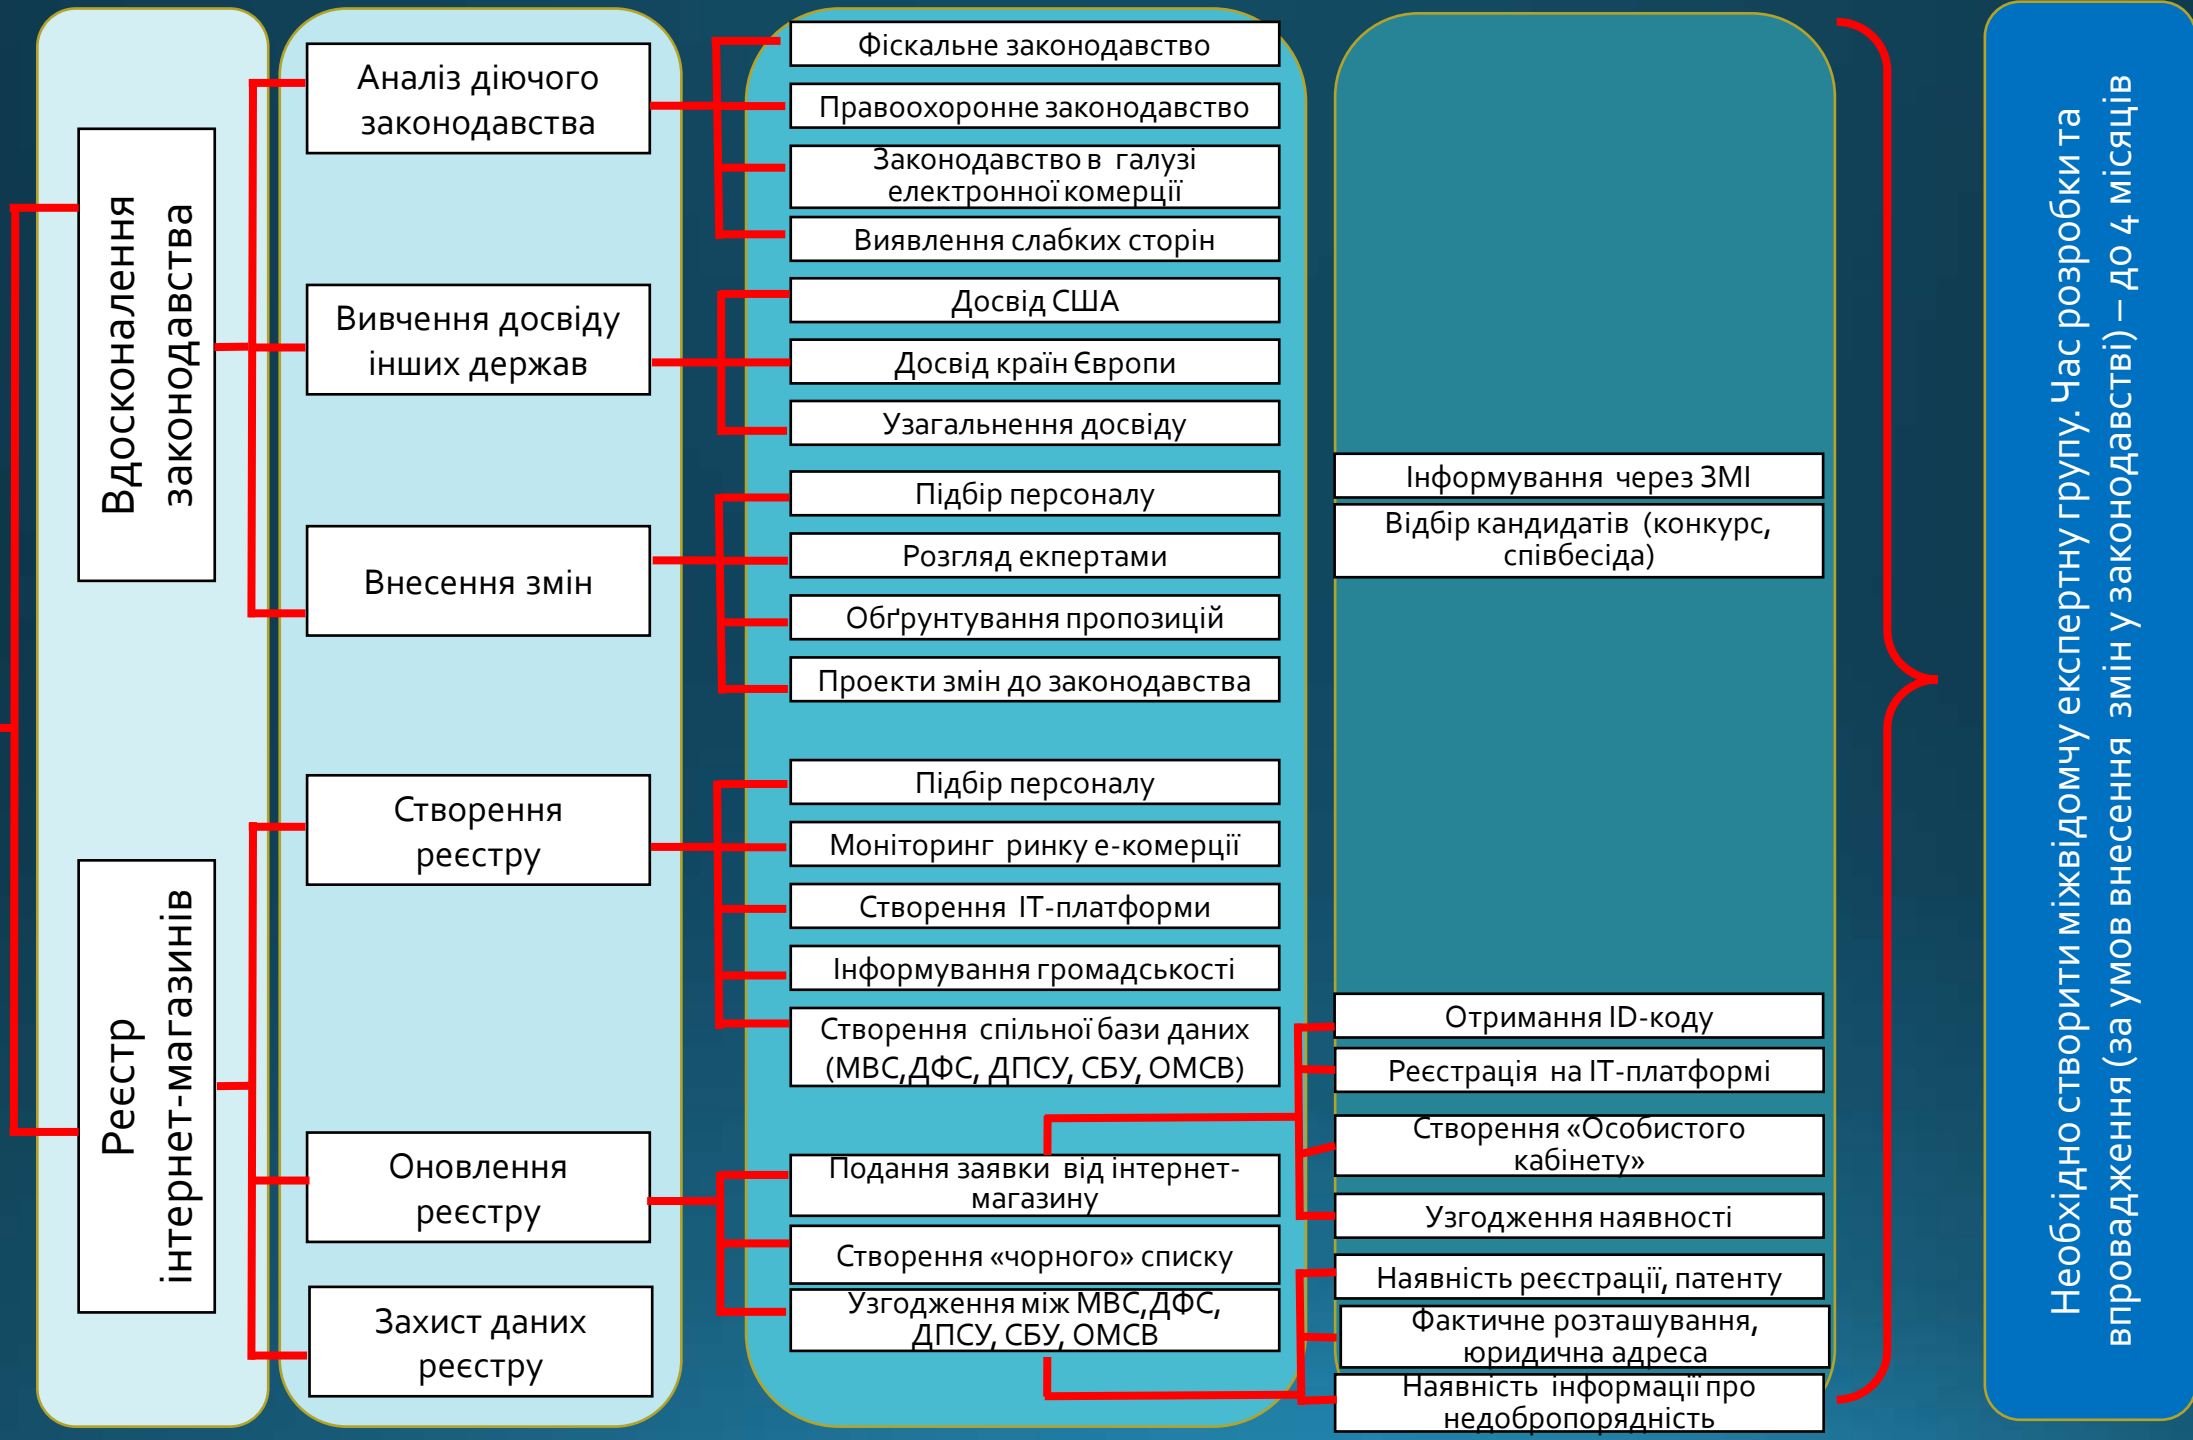 Вдосконалення
законодавства
Реєстр
інтернет-магазинів
Аналіз діючого
законодавства
Вивчення досвіду
інших держав
Внесення змін
Створення
реєстру
Оновлення
реєстру
Захист даних
реєстру
Фіскальне законодавство
Правоохоронне законодавство
Законодавство в галузі
електронної комерції
Виявлення слабких сторін
Досвід США
Досвід країн Європи
Узагальнення досвіду
Підбір персоналу
Розгляд екпертами
Обґрунтування пропозицій
Проекти змін до законодавства
Підбір персоналу
Моніторинг ринку е-комерції
Створення ІТ-платформи
Інформування громадськості
Створення спільної бази даних
(МВС,ДФС, ДПСУ, СБУ, ОМСВ)
Подання заявки від інтернет-
магазину
Створення «чорного» списку
Узгодження між МВС,ДФС,
ДПСУ, СБУ, ОМСВ
Інформування через ЗМІ
Відбір кандидатів (конкурс,
співбесіда)
Отримання ID-коду
Реєстрація на ІТ-платформі
Створення «Особистого
кабінету»
Узгодження наявності
Наявність реєстрації, патенту
Фактичне розташування,
юридична адреса
Наявність інформації про
недобропорядність
Необхідно створити міжвідомчу експертну групу. Час розробки та
впровадження (за умов внесення змін у законодавстві) – до 4 місяців